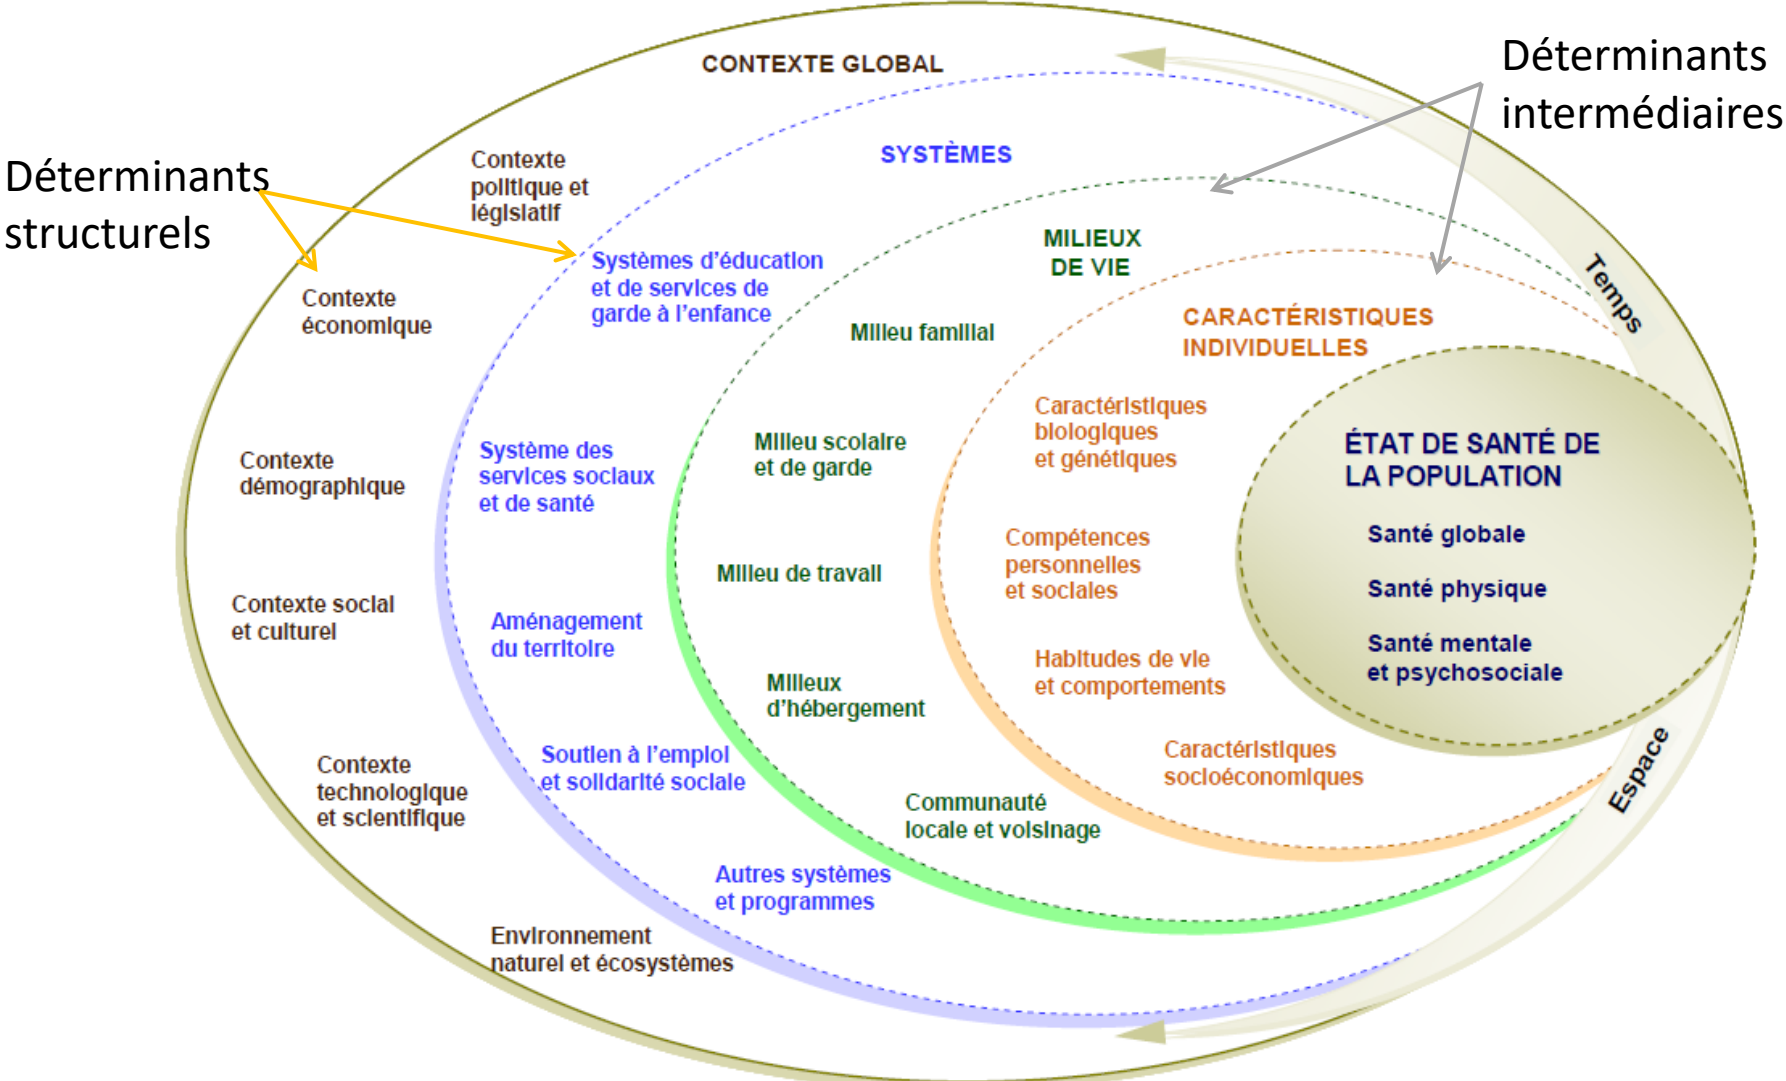 CONTEXTE GLOBAL
Déterminants
intermédiaires
Déterminants
structurels
Contexte
politique et
législatif
Contexte
économique
Contexte
démographique
Contexte social
et culturel
Contexte
technologique
et scientifique
Environnement
naturel et écosystèmes
SYSTÈMES
Systèmes d'éducation
et de services de
garde à l'enfance
Système des
services sociaux
et de santé
Aménagement
du territoire
Soutien à l'emploi
et solidarité sociale
Autres systèmes
et programmes
MILIEUX
DE VIE
Milieu familial
Milieu scolaire
et de garde
Milieu de travail
Milieux
d'hébergement
Communauté
locale et voisinage
CARACTÉRISTIQUES
INDIVIDUELLES
Caractéristiques
biologiques
et génétiques
Compétences
personnelles
et sociales
Habitudes de vie
et comportements
Caractéristiques
socioéconomiques
ÉTAT DE SANTÉ DE
LA POPULATION
Santé globale
Santé physique
Santé mentale
et psychosociale
Temps
Espace